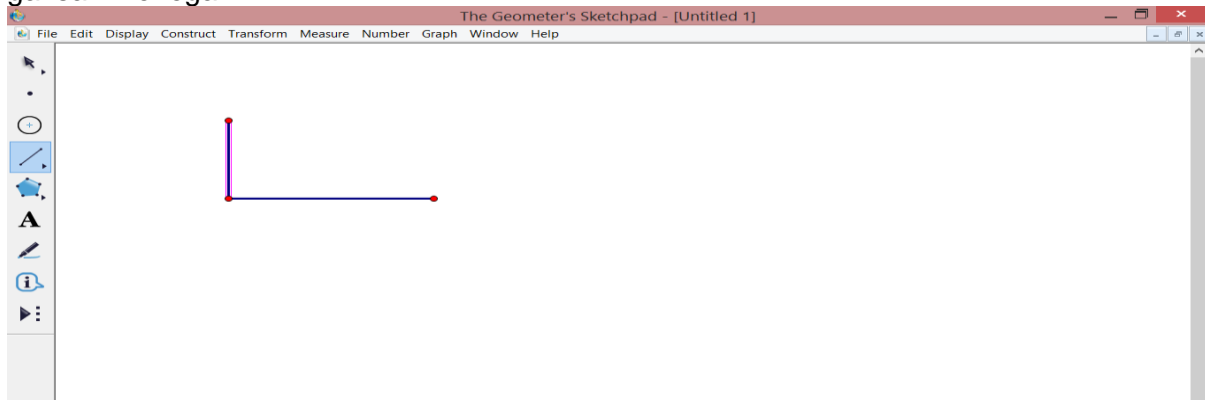 The Geometer's Sketchpad - [Untitled 1]
File Edit Display Construct Transform Measure Number Graph Window Help
A
i